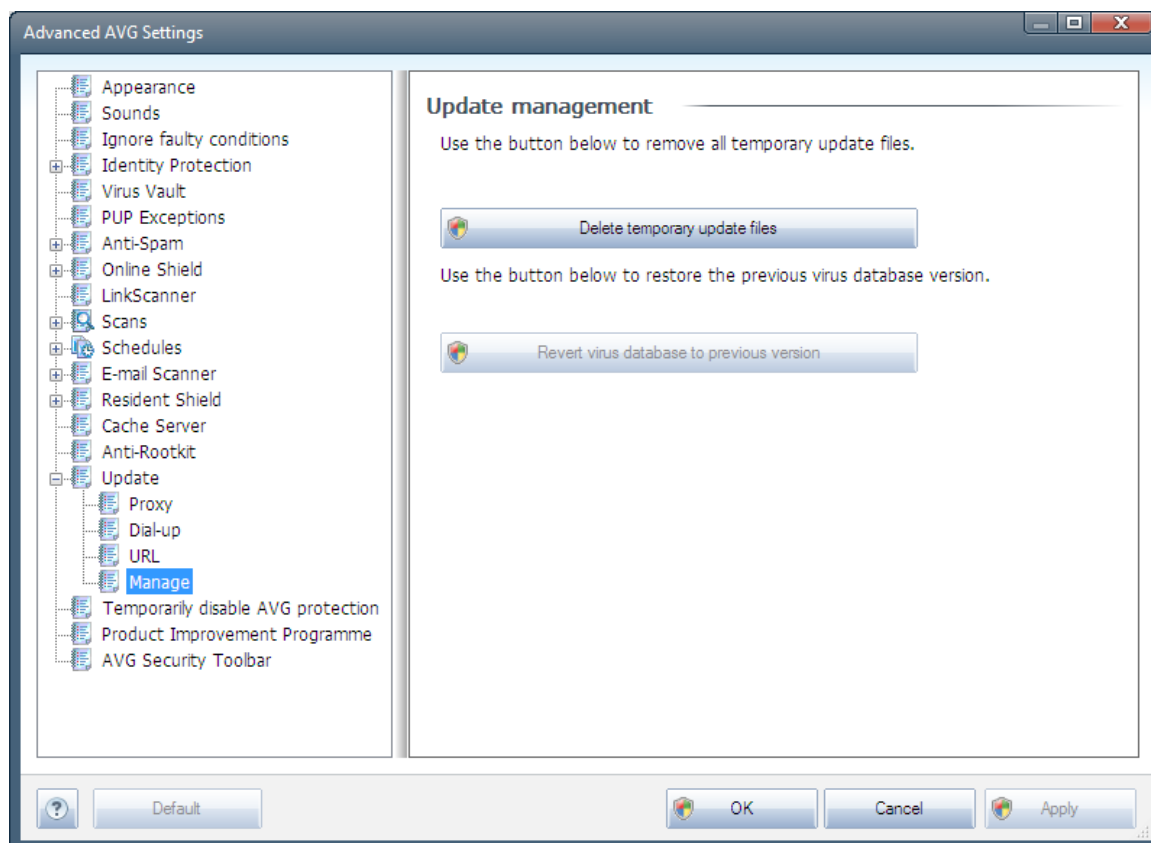 Advanced AVG Settings
X
Appearance
Sounds
Ignore faulty conditions
Identity Protection
Virus Vault
PUP Exceptions
Anti-Spam
Online Shield
LinkScanner
Scans
Schedules
E-mail Scanner
Resident Shield
Cache Server
Anti-Rootkit
Update
Proxy
Dial-up
URL
Manage
Temporarily disable AVG protection
Product Improvement Programme
AVG Security Toolbar
Update management
Use the button below to remove all temporary update files.
Delete temporary update files
Use the button below to restore the previous virus database version.
Revert virus database to previous version
?
Default
OK
Cancel
Apply